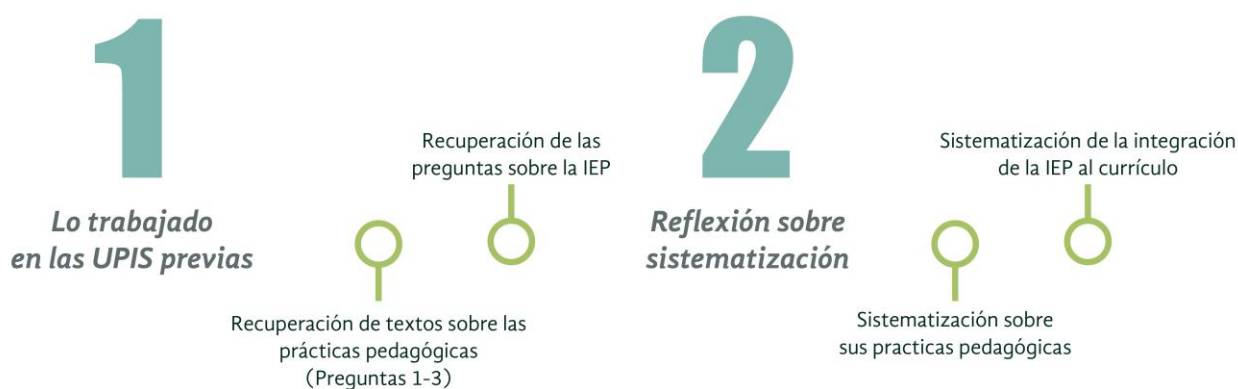 1
Lo trabajado
en las UPIS previas
Recuperación de las
preguntas sobre la IEP
Recuperación de textos sobre las
prácticas pedagógicas
(Preguntas 1-3)
2
Reflexión sobre
sistematización
Sistematización de la integración
de la IEP al currículo
Sistematización sobre
sus practicas pedagógicas